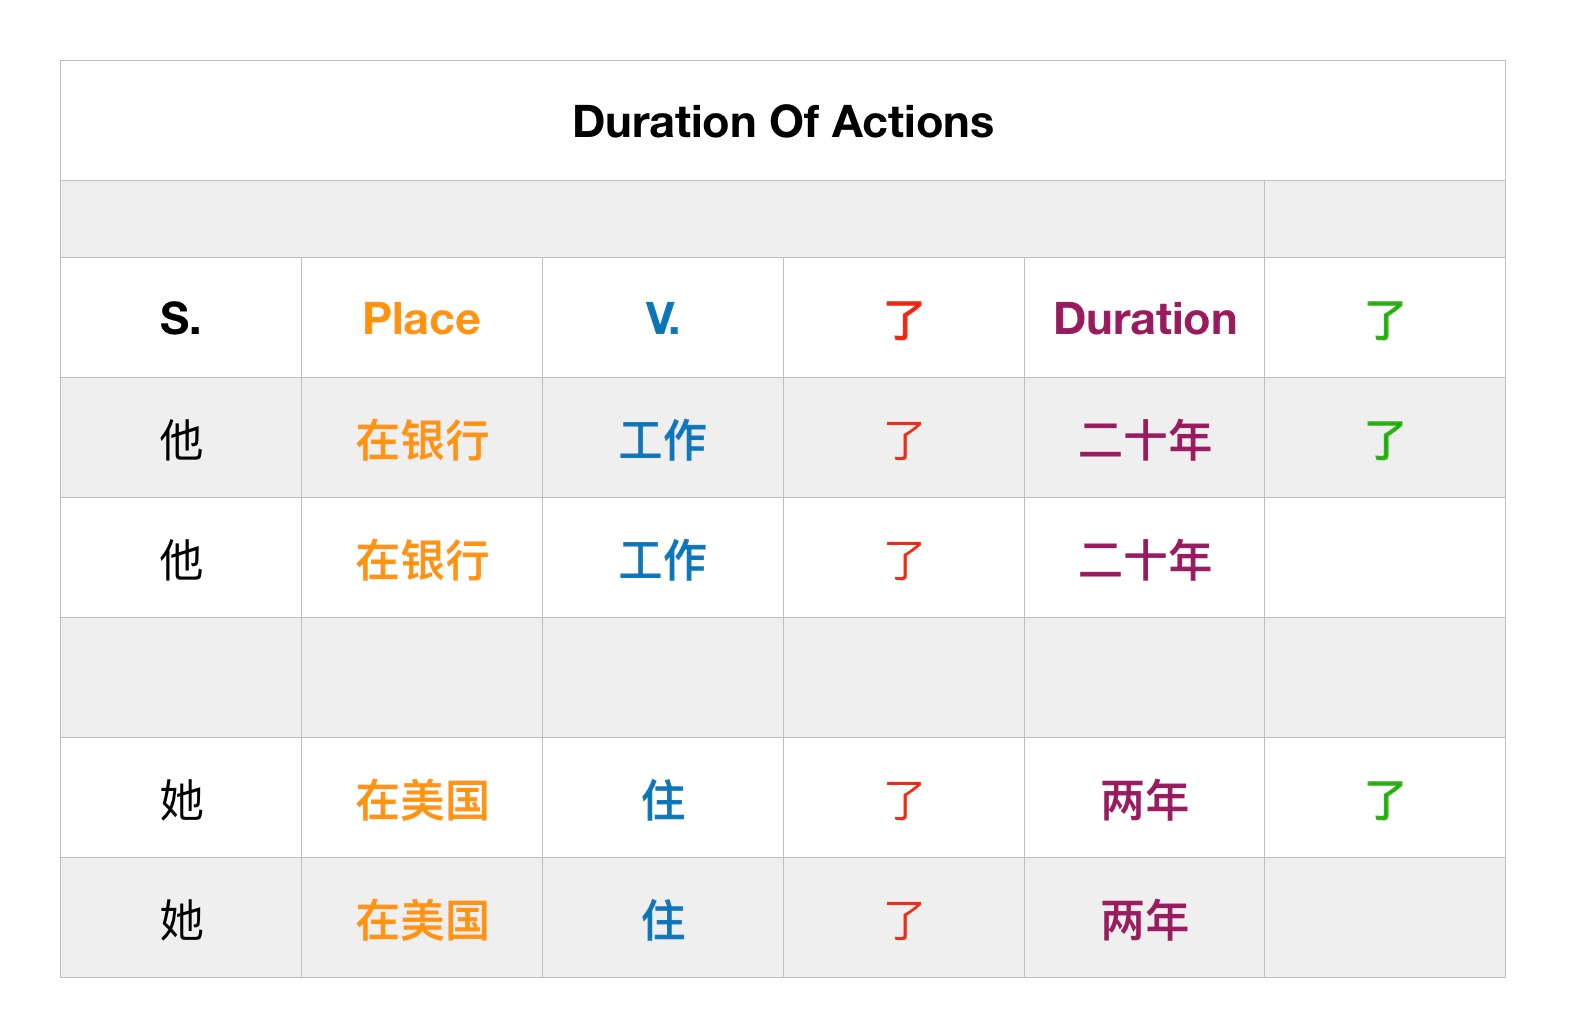 Duration Of Actions
S. Place V. 了 Duration 了
他 在银行 工作 了 二十年 了
他 在银行 工作 了 二十年
她 在美国 住 了 两年 了
她 在美国 住 了 两年